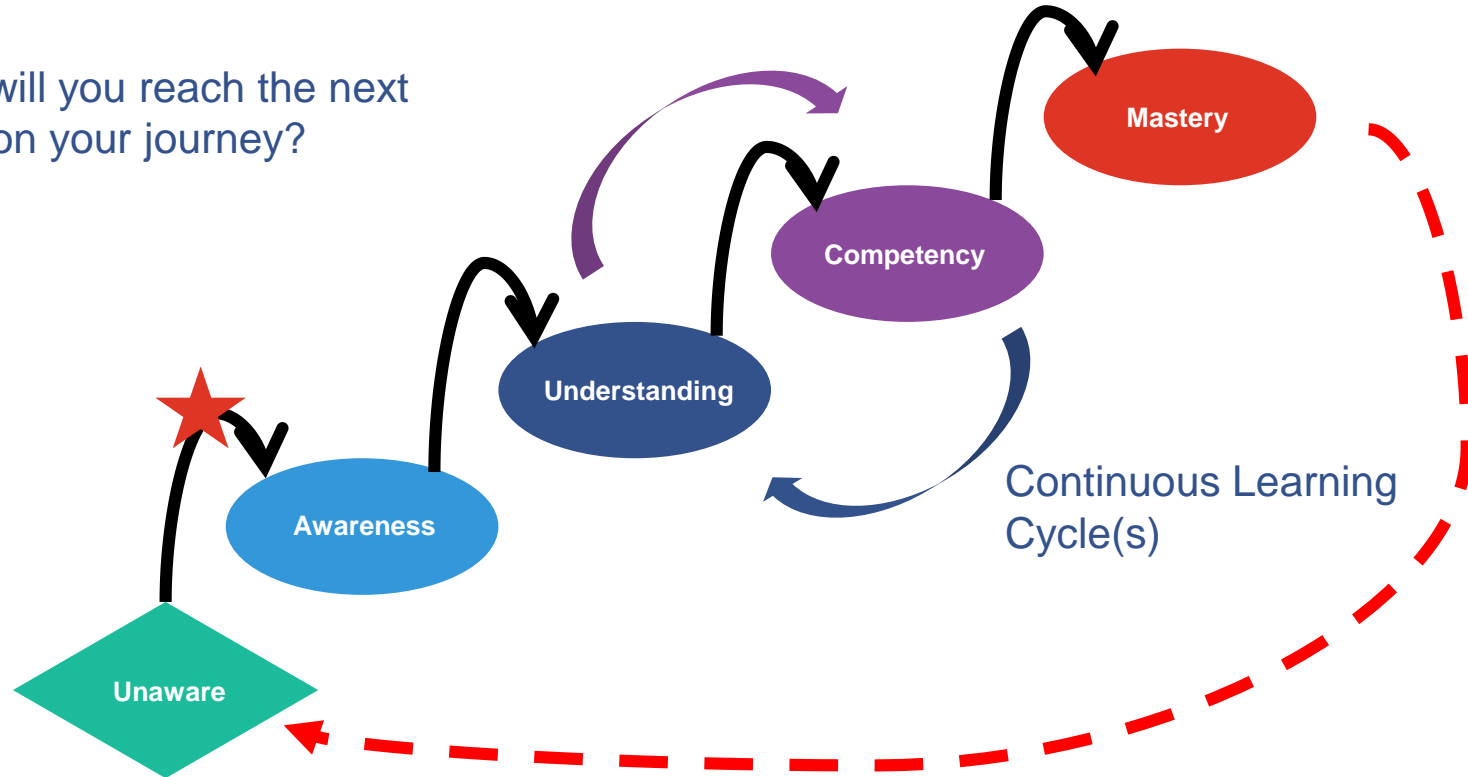 will you reach the next
on your journey?
Mastery
Competency
Understanding
Continuous Learning
Cycle(s)
Awareness
Unaware